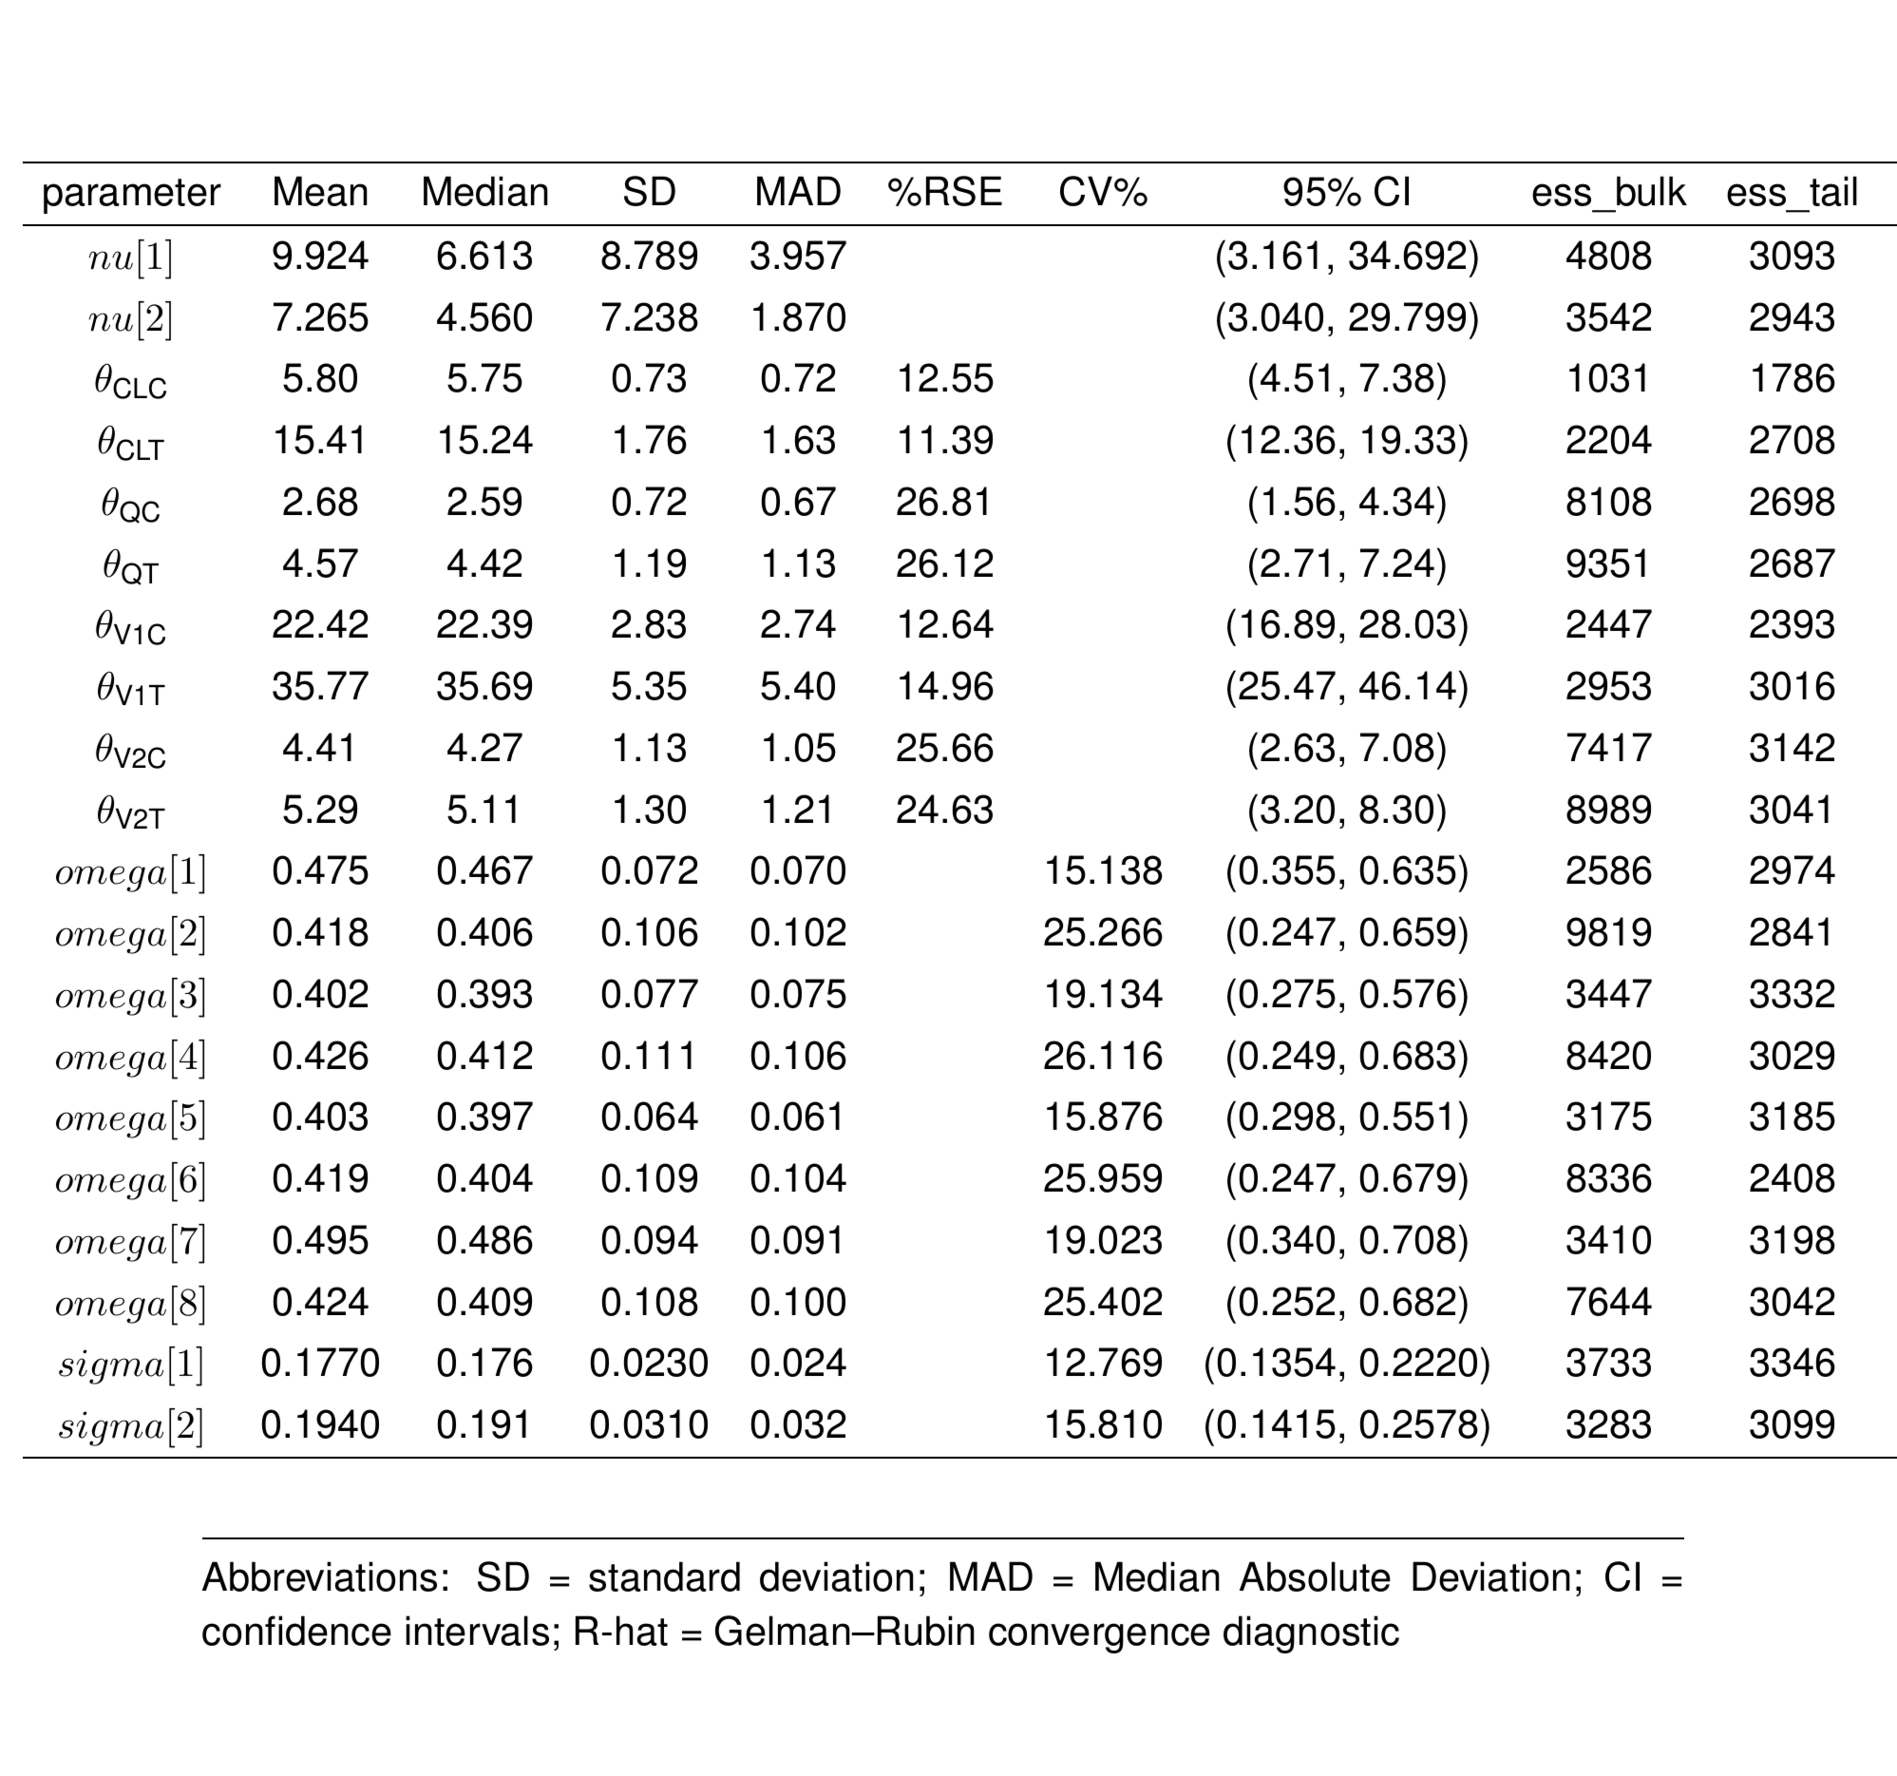 parameter Mean Median SD MAD %RSE CV% 95% CI ess_bulk ess_tail
nu[1] 9.924 6.613 8.789 3.957 (3.161, 34.692) 4808 3093
nu[2] 7.265 4.560 7.238 1.870 (3.040, 29.799) 3542 2943
θCLC 5.80 5.75 0.73 0.72 12.55 (4.51, 7.38) 1031 1786
θCLT 15.41 15.24 1.76 1.63 11.39 (12.36, 19.33) 2204 2708
θQC 2.68 2.59 0.72 0.67 26.81 (1.56, 4.34) 8108 2698
θQT 4.57 4.42 1.19 1.13 26.12 (2.71, 7.24) 9351 2687
θV1C 22.42 22.39 2.83 2.74 12.64 (16.89, 28.03) 2447 2393
θV1T 35.77 35.69 5.35 5.40 14.96 (25.47, 46.14) 2953 3016
θV2C 4.41 4.27 1.13 1.05 25.66 (2.63, 7.08) 7417 3142
θV2T 5.29 5.11 1.30 1.21 24.63 (3.20, 8.30) 8989 3041
omega[1] 0.475 0.467 0.072 0.070 15.138 (0.355, 0.635) 2586 2974
omega[2] 0.418 0.406 0.106 0.102 25.266 (0.247, 0.659) 9819 2841
omega[3] 0.402 0.393 0.077 0.075 19.134 (0.275, 0.576) 3447 3332
omega[4] 0.426 0.412 0.111 0.106 26.116 (0.249, 0.683) 8420 3029
omega[5] 0.403 0.397 0.064 0.061 15.876 (0.298, 0.551) 3175 3185
omega[6] 0.419 0.404 0.109 0.104 25.959 (0.247, 0.679) 8336 2408
omega[7] 0.495 0.486 0.094 0.091 19.023 (0.340, 0.708) 3410 3198
omega[8] 0.424 0.409 0.108 0.100 25.402 (0.252, 0.682) 7644 3042
sigma[1] 0.1770 0.176 0.0230 0.024 12.769 (0.1354, 0.2220) 3733 3346
sigma[2] 0.1940 0.191 0.0310 0.032 15.810 (0.1415, 0.2578) 3283 3099
Abbreviations: SD = standard deviation; MAD = Median Absolute Deviation; CI =
confidence intervals; R-hat = Gelman–Rubin convergence diagnostic